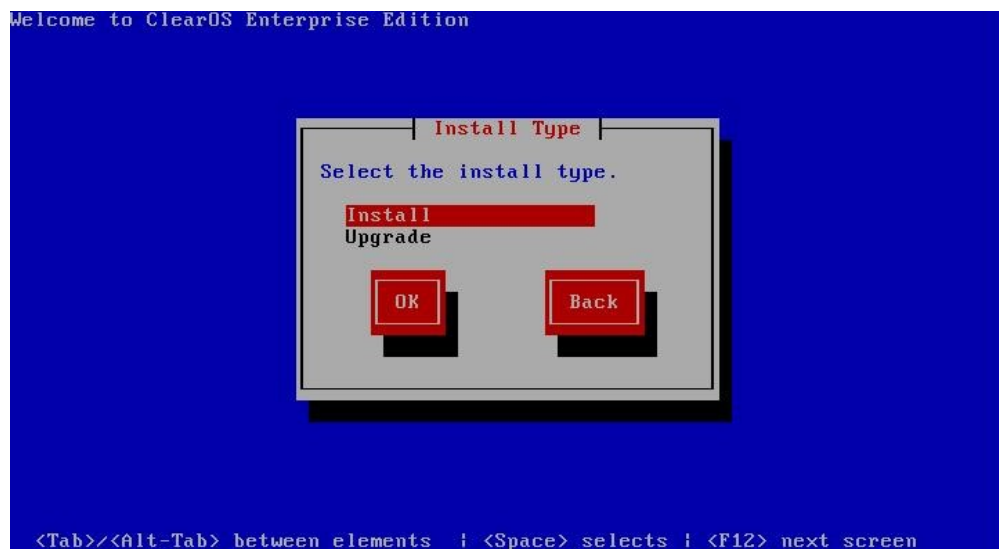 Welcome to ClearOS Enterprise Edition
Install Type
Select the install type.
Install
Upgrade
OK Back
<Tab>/<Alt-Tab> between elements ¦ <Space> selects ¦ <F12> next screen